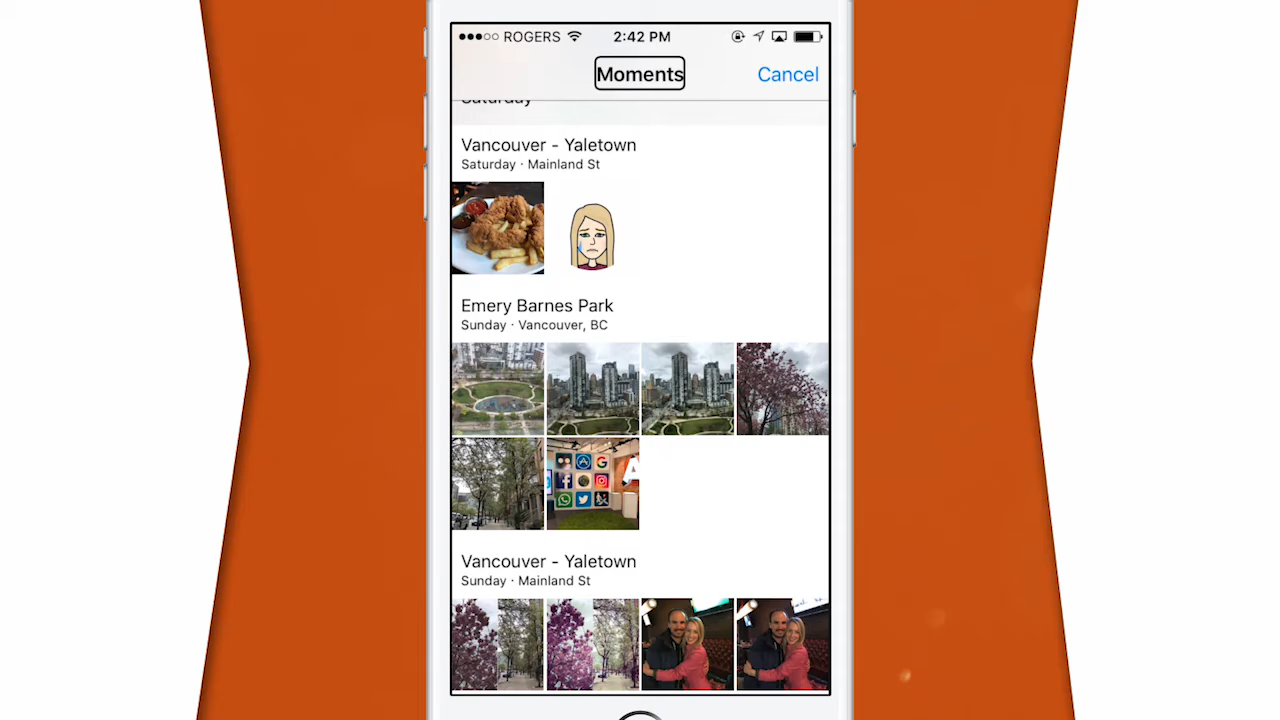 ROGERS 2:42 PM
Moments Cancel
Saturday
Vancouver - Yaletown
Saturday · Mainland St
Emery Barnes Park
Sunday · Vancouver, BC
Vancouver - Yaletown
Sunday · Mainland St